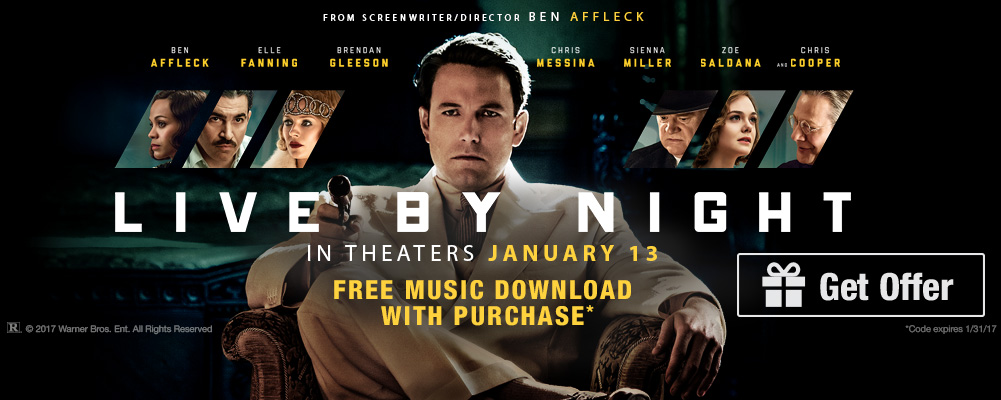 FROM SCREENWRITER/DIRECTOR BEN AFFLECK
BEN AFFLECK
ELLE FANNING
BRENDAN GLEESON
CHRIS MESSINA
SIENNA MILLER
ZOE SALDANA
AND CHRIS COOPER
LIVE BY NIGHT
IN THEATERS JANUARY 13
FREE MUSIC DOWNLOAD
WITH PURCHASE*
Get Offer
R © 2017 Warner Bros. Ent. All Rights Reserved
*Code expires 1/31/17